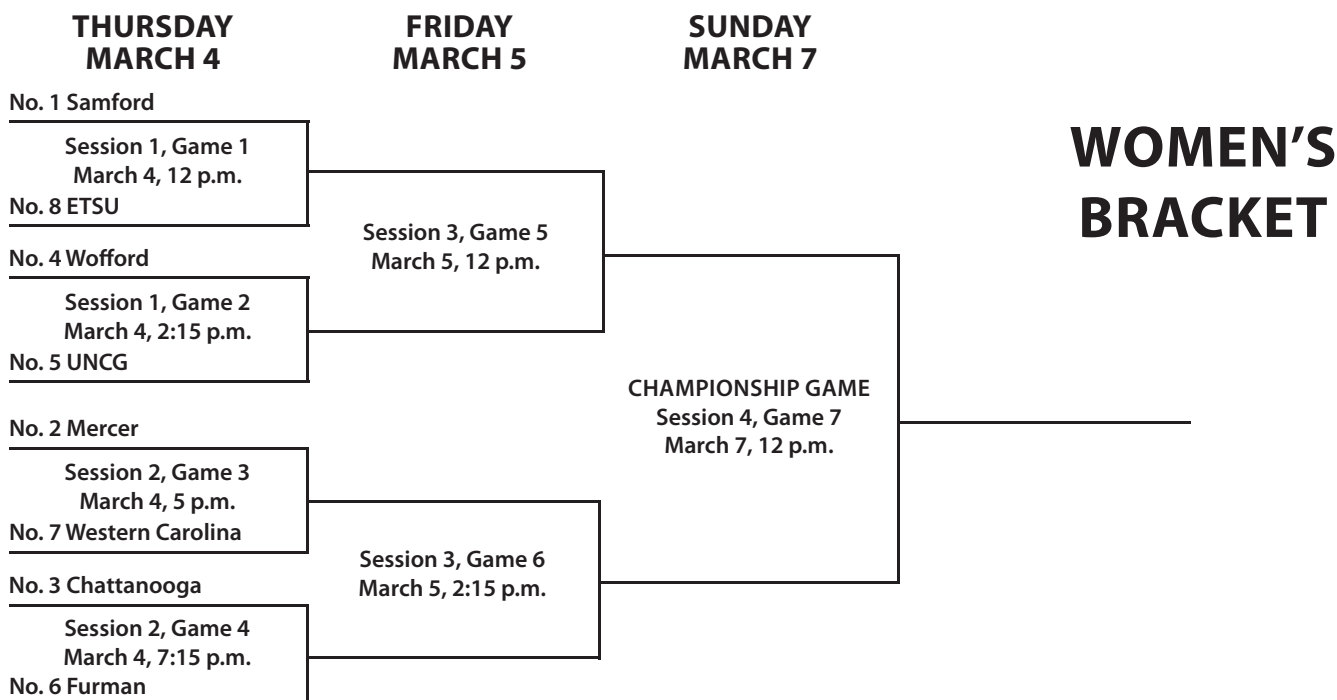 THURSDAY
MARCH 4
FRIDAY
MARCH 5
SUNDAY
MARCH 7
WOMEN'S
BRACKET
No. 1 Samford
Session 1, Game 1
March 4, 12 p.m.
No. 8 ETSU
No. 4 Wofford
Session 1, Game 2
March 4, 2:15 p.m.
No. 5 UNCG
No. 2 Mercer
Session 2, Game 3
March 4, 5 p.m.
No. 7 Western Carolina
No. 3 Chattanooga
Session 2, Game 4
March 4, 7:15 p.m.
No. 6 Furman
Session 3, Game 5
March 5, 12 p.m.
Session 3, Game 6
March 5, 2:15 p.m.
CHAMPIONSHIP GAME
Session 4, Game 7
March 7, 12 p.m.